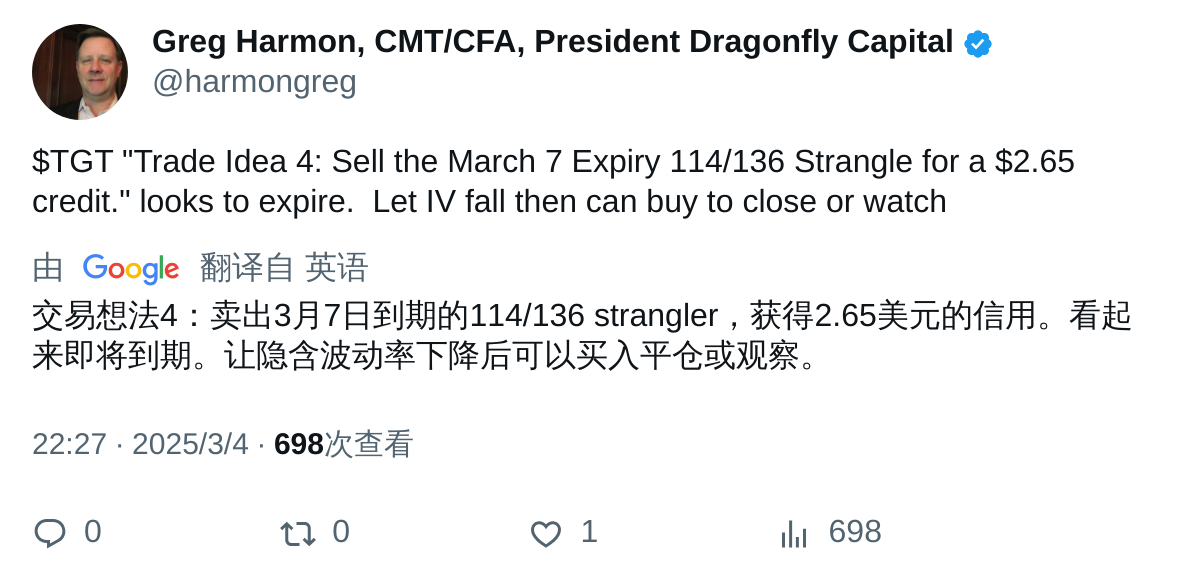 Greg Harmon, CMT/CFA, President Dragonfly Capital
@harmongreg
$TGT "Trade Idea 4: Sell the March 7 Expiry 114/136 Strangle for a $2.65
credit." looks to expire.  Let IV fall then can buy to close or watch
由 Google 翻译自 英语
交易想法4：卖出3月7日到期的114/136 strangler，获得2.65美元的信用。看起
来即将到期。让隐含波动率下降后可以买入平仓或观察。
22:27 · 2025/3/4 · 698次查看
0 0 1 698